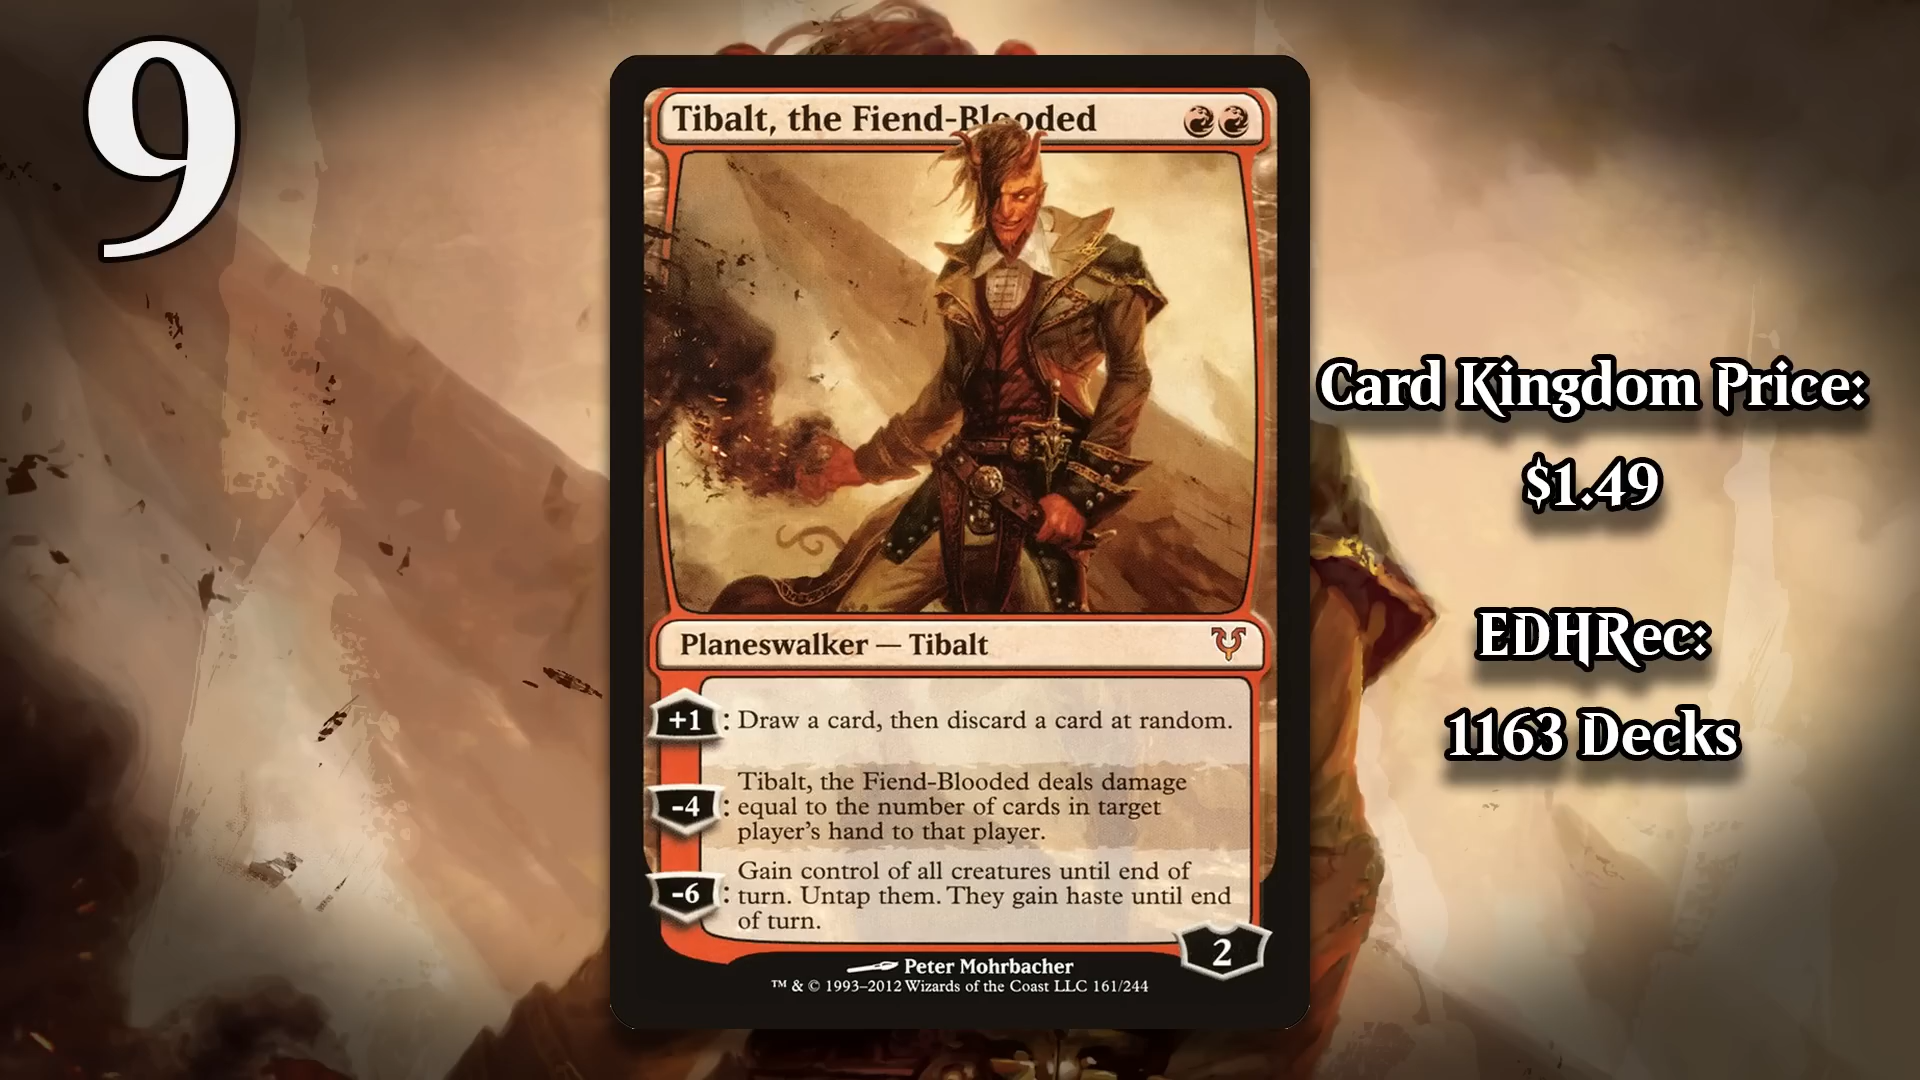 9
Tibalt, the Fiend-Blooded
Planeswalker — Tibalt
+1: Draw a card, then discard a card at random.
Tibalt, the Fiend-Blooded deals damage
-4: equal to the number of cards in target
player's hand to that player.
Gain control of all creatures until end of
-6: turn. Untap them. They gain haste until end
of turn.
2
Peter Mohrbacher
™ & © 1993–2012 Wizards of the Coast LLC 161/244
Card Kingdom Price:
$1.49
EDHRec:
1163 Decks